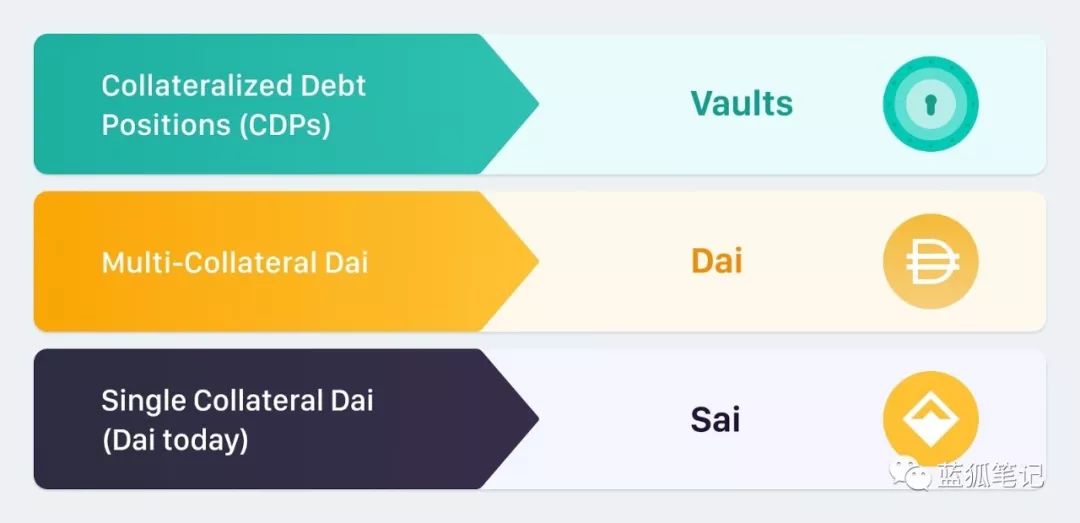 Collateralized Debt
Positions (CDPs)
Vaults
Multi-Collateral Dai
Dai
Single Collateral Dai
(Dai today)
Sai
蓝狐笔记